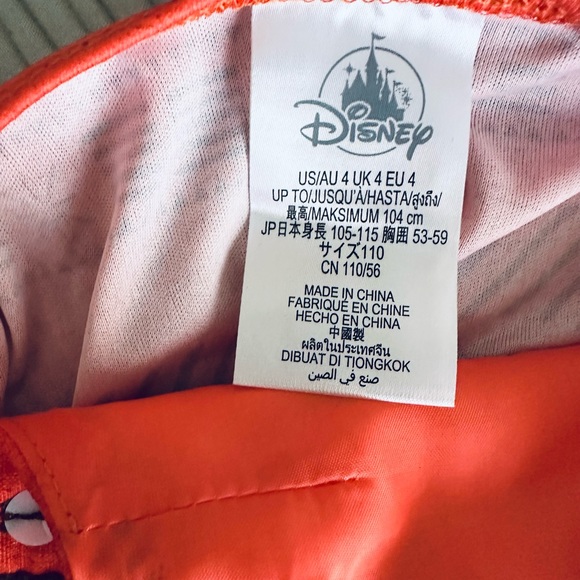 Disney
US/AU 4 UK 4 EU 4
UP TO/JUSQU'À/HASTA/สูงถึง/
最高/MAKSIMUM 104 cm
JP日本身長 105-115 胸囲 53-59
サイズ110
CN 110/56
MADE IN CHINA
FABRIQUÉ EN CHINE
HECHO EN CHINA
中國製
ผลิตในประเทศจีน
DIBUAT DI TIONGKOK
صنع في الصين